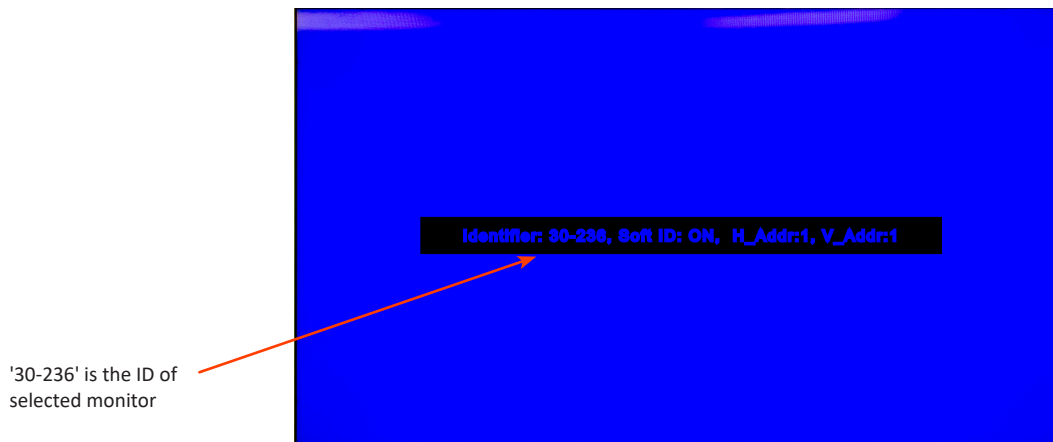 Identifier: 30-236, Soft ID: ON, H_Addr:1, V_Addr:1
'30-236' is the ID of
selected monitor